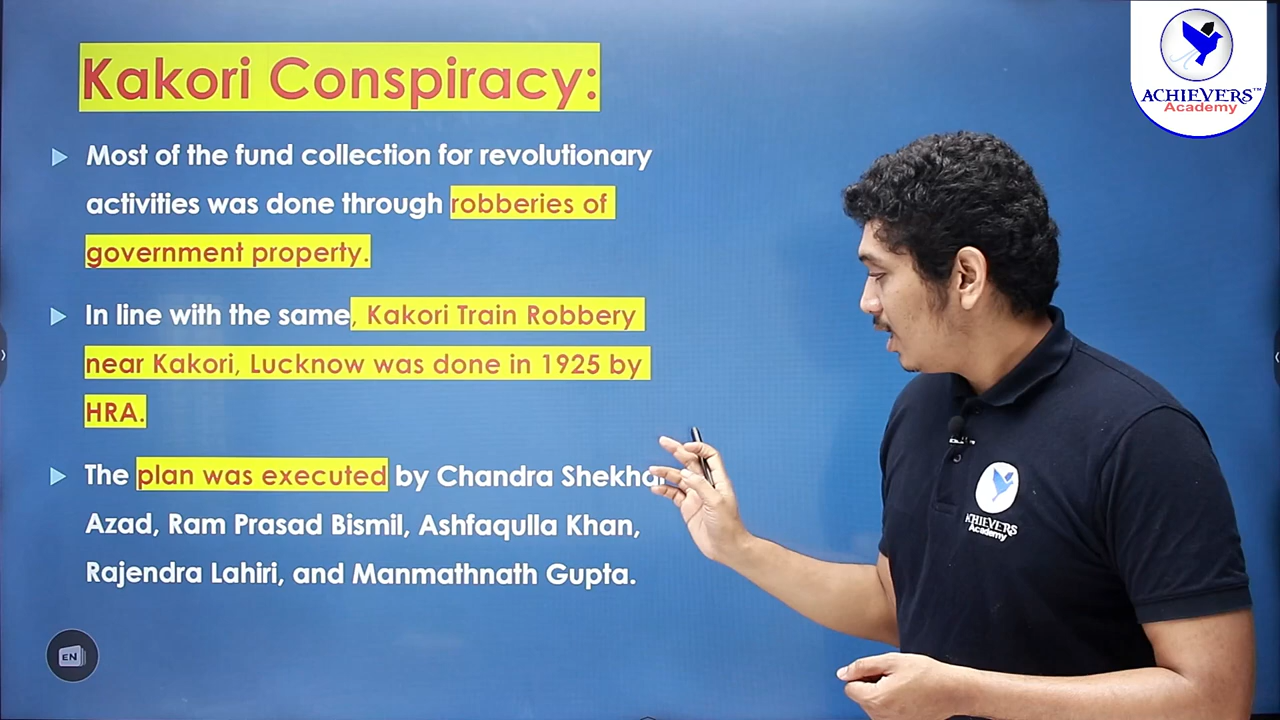 Kakori Conspiracy:
Most of the fund collection for revolutionary
activities was done through robberies of
government property.
In line with the same, Kakori Train Robbery
near Kakori, Lucknow was done in 1925 by
HRA.
The plan was executed by Chandra Shekha
Azad, Ram Prasad Bismil, Ashfaqulla Khan,
Rajendra Lahiri, and Manmathnath Gupta.
EN
ACHIEVERS™
Academy
ACHIEVERS
Academy